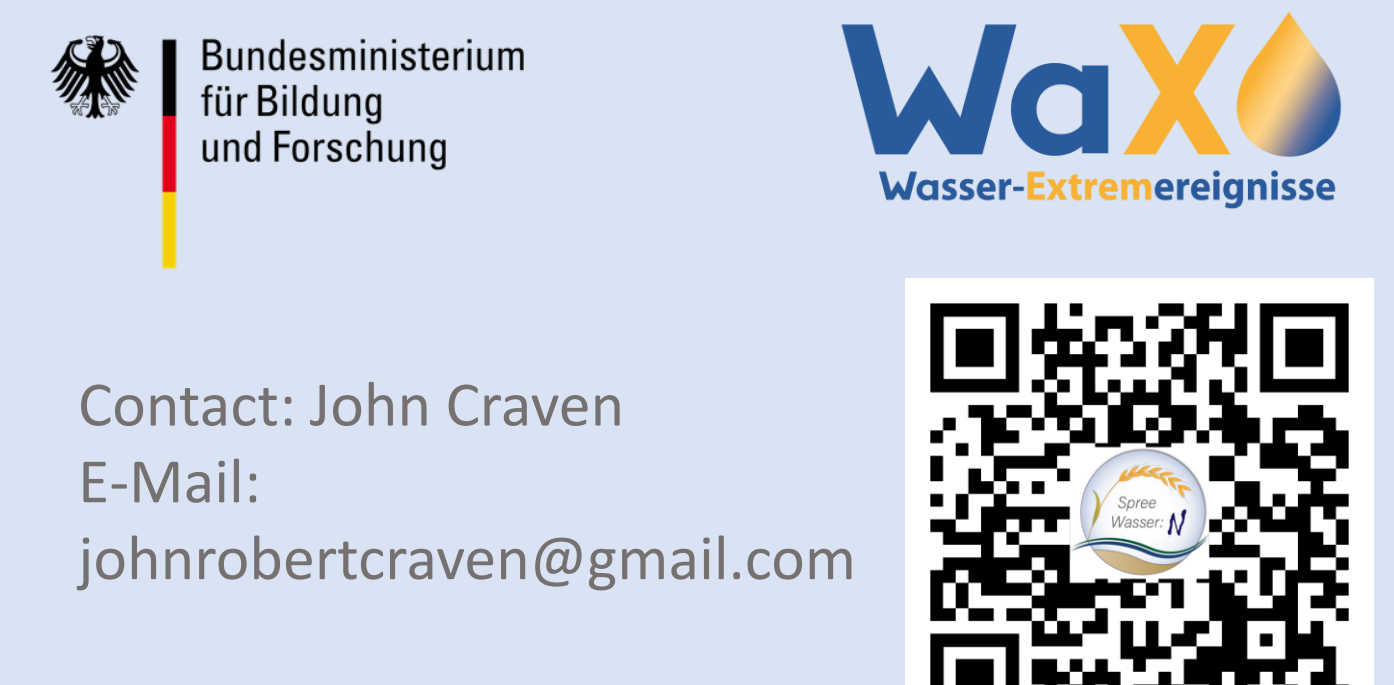 Bundesministerium
für Bildung
und Forschung
WaX
Wasser-Extremereignisse
Contact: John Craven
E-Mail:
johnrobertcraven@gmail.com
Spree
Wasser: N